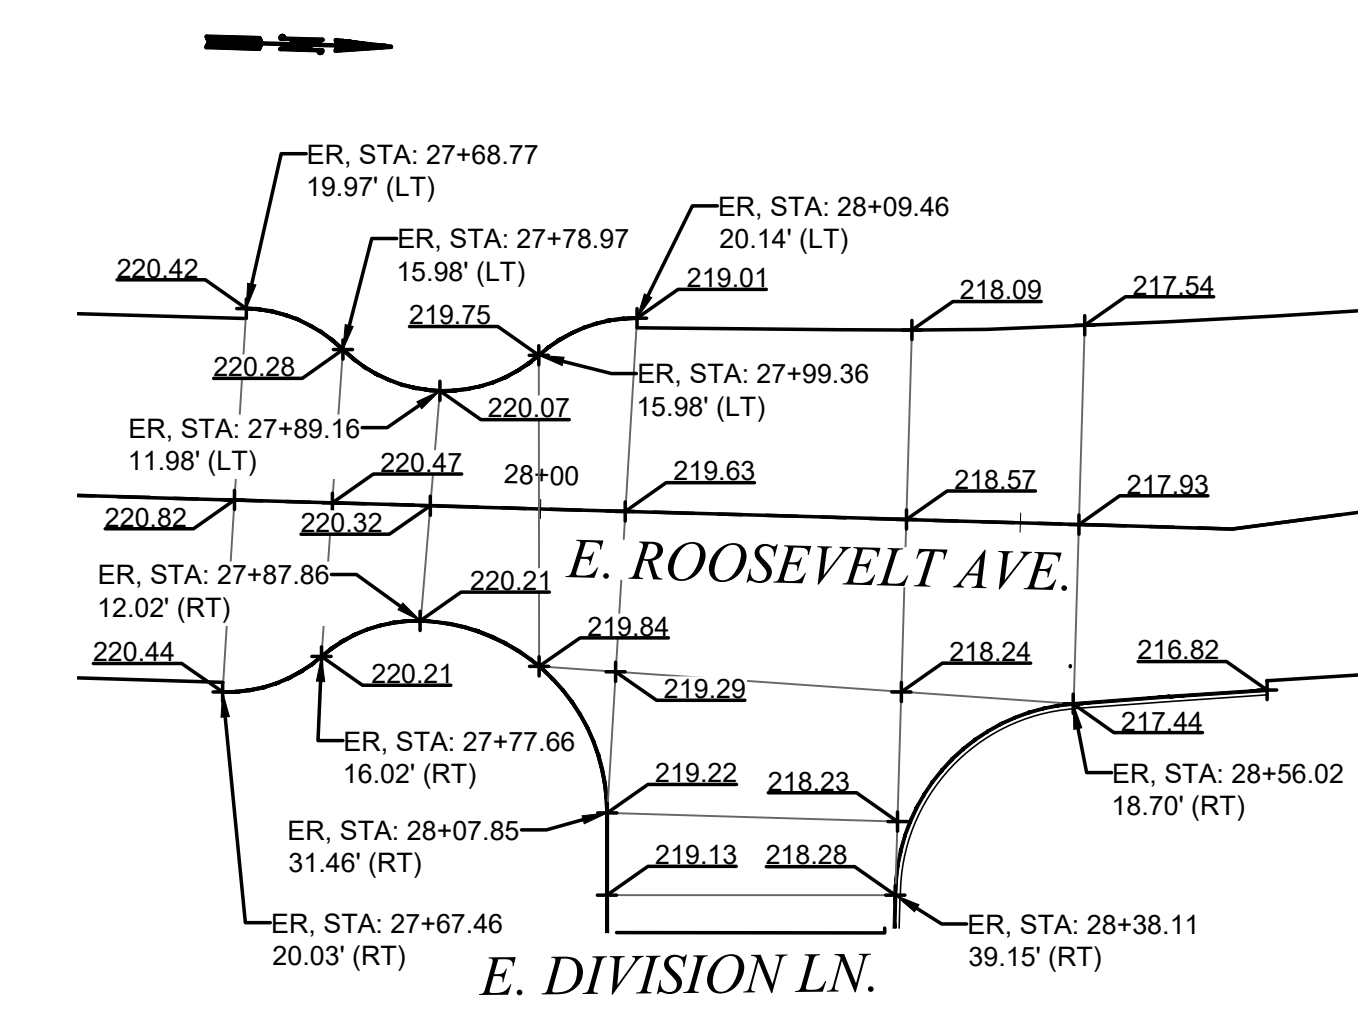 ER, STA: 27+68.77
19.97' (LT)
ER, STA: 28+09.46
20.14' (LT)
ER, STA: 27+78.97
15.98' (LT)
220.42
219.01
218.09
217.54
219.75
220.28
ER, STA: 27+99.36
15.98' (LT)
220.07
ER, STA: 27+89.16
11.98' (LT)
220.47
28+00
219.63
218.57
217.93
220.82
220.32
E. ROOSEVELT AVE.
ER, STA: 27+87.86
12.02' (RT)
220.21
219.84
220.44
218.24
216.82
220.21
219.29
217.44
ER, STA: 27+77.66
16.02' (RT)
219.22
218.23
ER, STA: 28+56.02
18.70' (RT)
ER, STA: 28+07.85
31.46' (RT)
219.13
218.28
ER, STA: 27+67.46
20.03' (RT)
ER, STA: 28+38.11
39.15' (RT)
E. DIVISION LN.